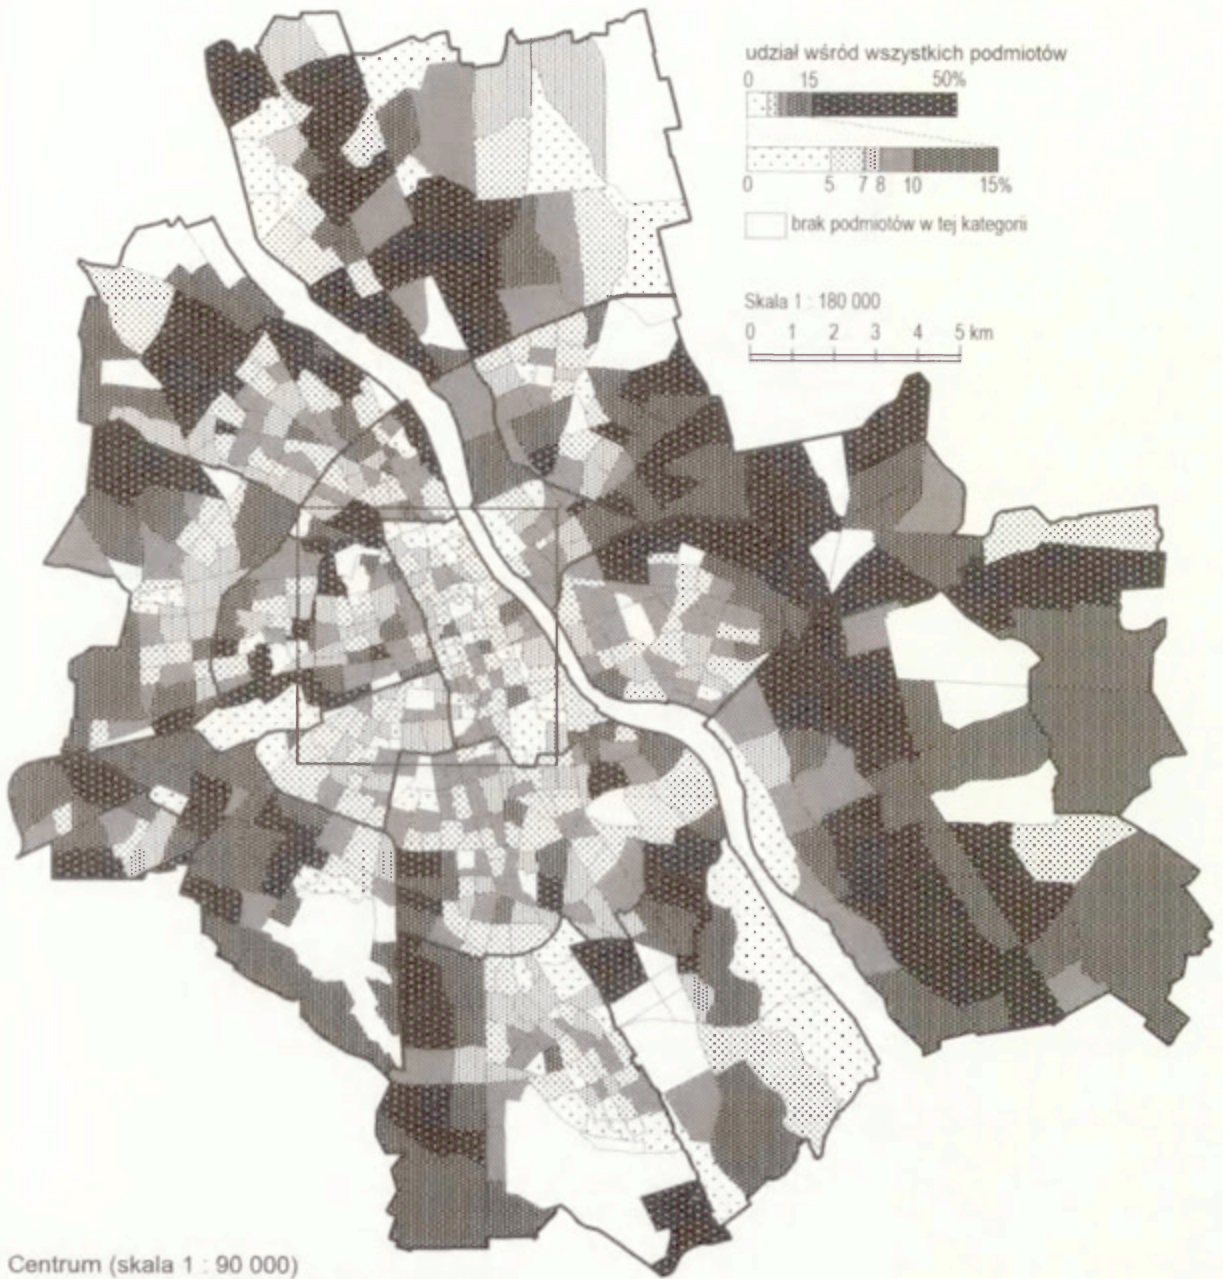 udział wśród wszystkich podmiotów
0 15 50%
0 5 7 8 10 15%
brak podmiotów w tej kategorii
Skala 1 : 180 000
0 1 2 3 4 5 km
Centrum (skala 1 : 90 000)